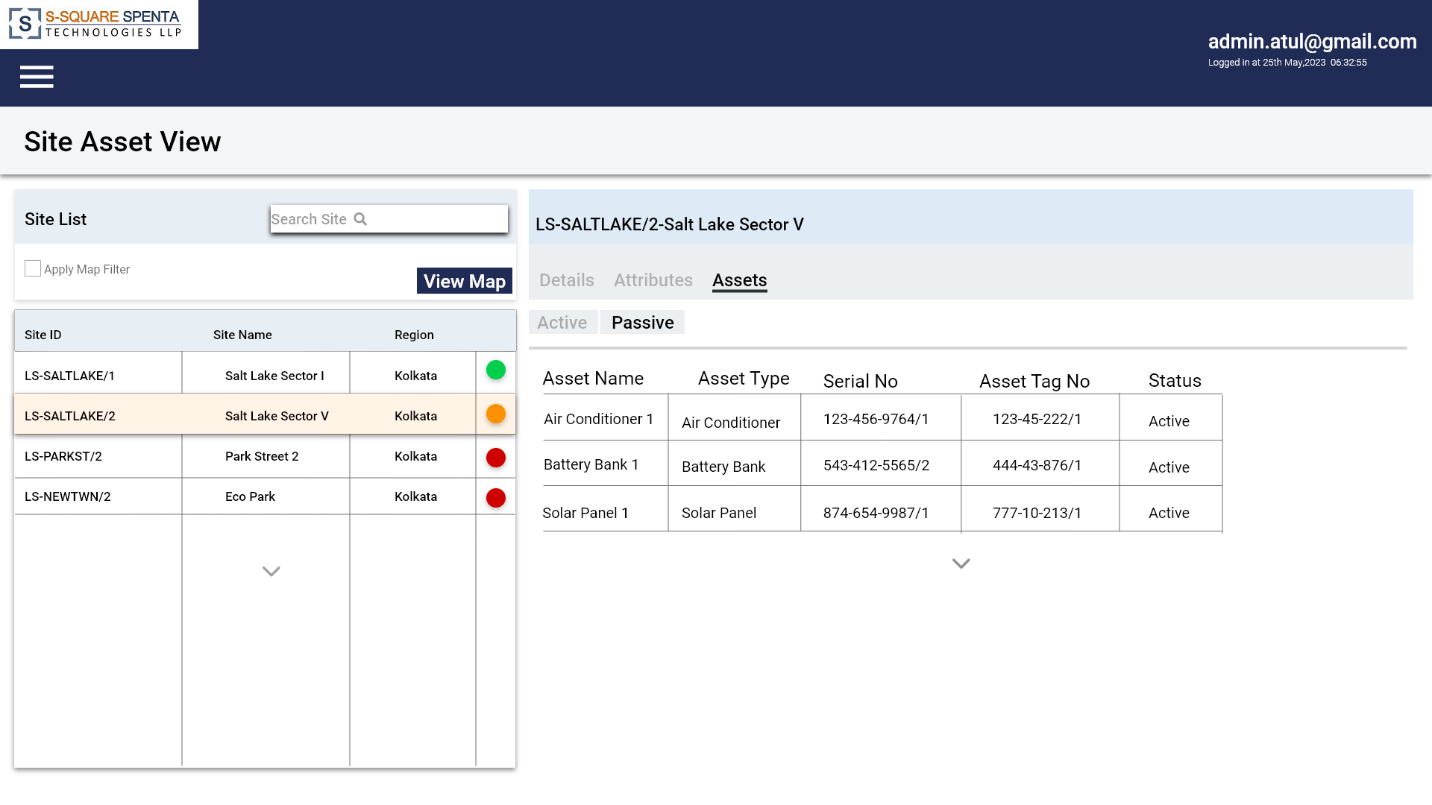 S
S-SQUARE SPENTA
TECHNOLOGIES LLP
admin.atul@gmail.com
Logged in at 25th May,2023 06:32:55
Site Asset View
Site List
Search Site
Apply Map Filter
View Map
Site ID Site Name Region
LS-SALTLAKE/1 Salt Lake Sector I Kolkata
LS-SALTLAKE/2 Salt Lake Sector V Kolkata
LS-PARKST/2 Park Street 2 Kolkata
LS-NEWTWN/2 Eco Park Kolkata
LS-SALTLAKE/2-Salt Lake Sector V
Details Attributes Assets
Active Passive
Asset Name Asset Type Serial No Asset Tag No Status
Air Conditioner 1 Air Conditioner 123-456-9764/1 123-45-222/1 Active
Battery Bank 1 Battery Bank 543-412-5565/2 444-43-876/1 Active
Solar Panel 1 Solar Panel 874-654-9987/1 777-10-213/1 Active